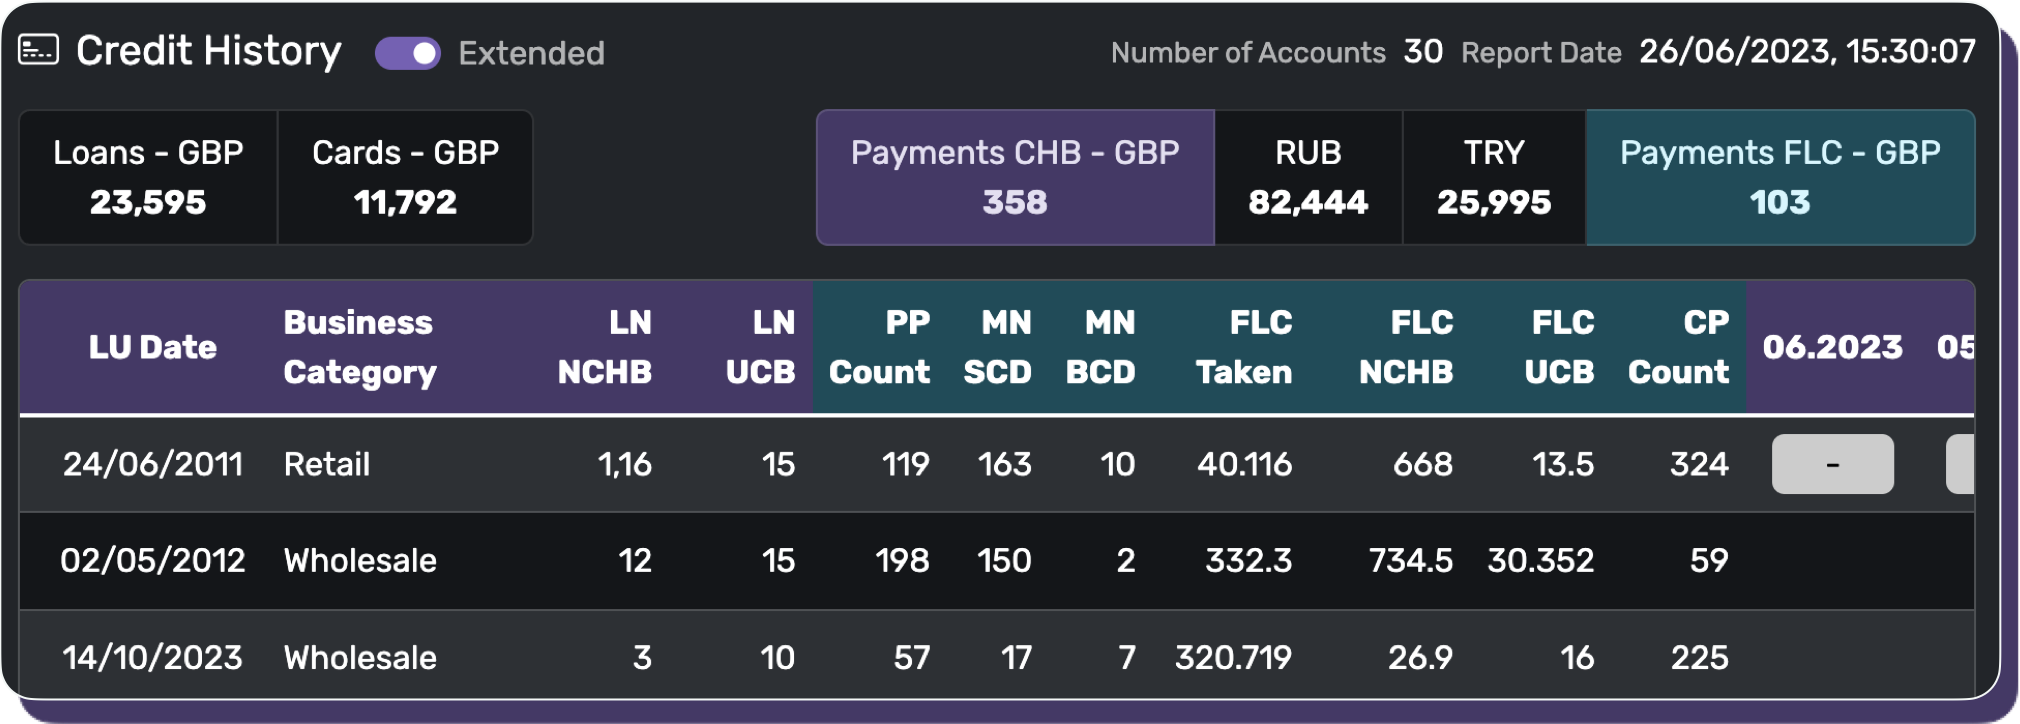 Credit History Extended Number of Accounts 30 Report Date 26/06/2023, 15:30:07
Loans - GBP Cards - GBP Payments CHB - GBP RUB TRY Payments FLC - GBP
23,595 11,792 358 82,444 25,995 103
LU Date Business Category LN NCHB LN UCB PP Count MN SCD MN BCD FLC Taken FLC NCHB FLC UCB CP Count 06.2023 05
24/06/2011 Retail 1,16 15 119 163 10 40.116 668 13.5 324 -
02/05/2012 Wholesale 12 15 198 150 2 332.3 734.5 30.352 59
14/10/2023 Wholesale 3 10 57 17 7 320.719 26.9 16 225